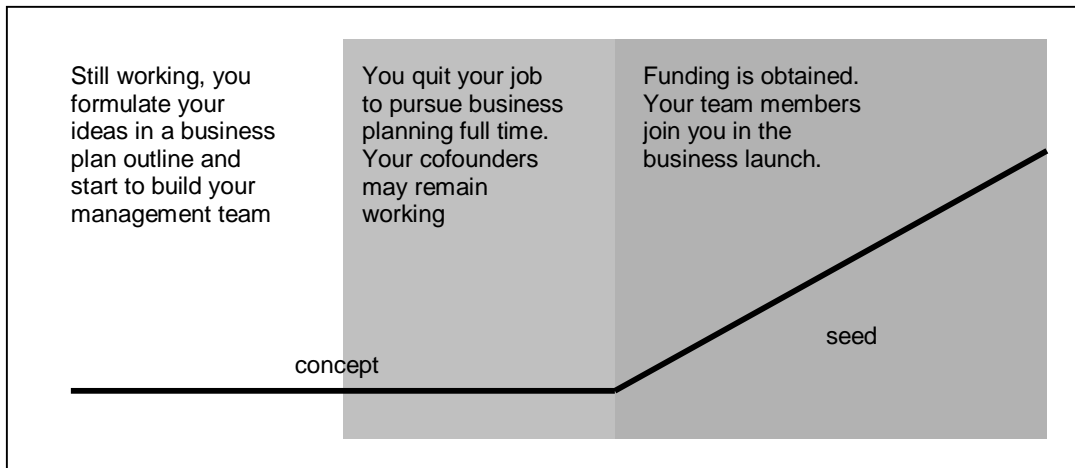 Still working, you
formulate your
ideas in a business
plan outline and
start to build your
management team
You quit your job
to pursue business
planning full time.
Your cofounders
may remain
working
Funding is obtained.
Your team members
join you in the
business launch.
concept
seed